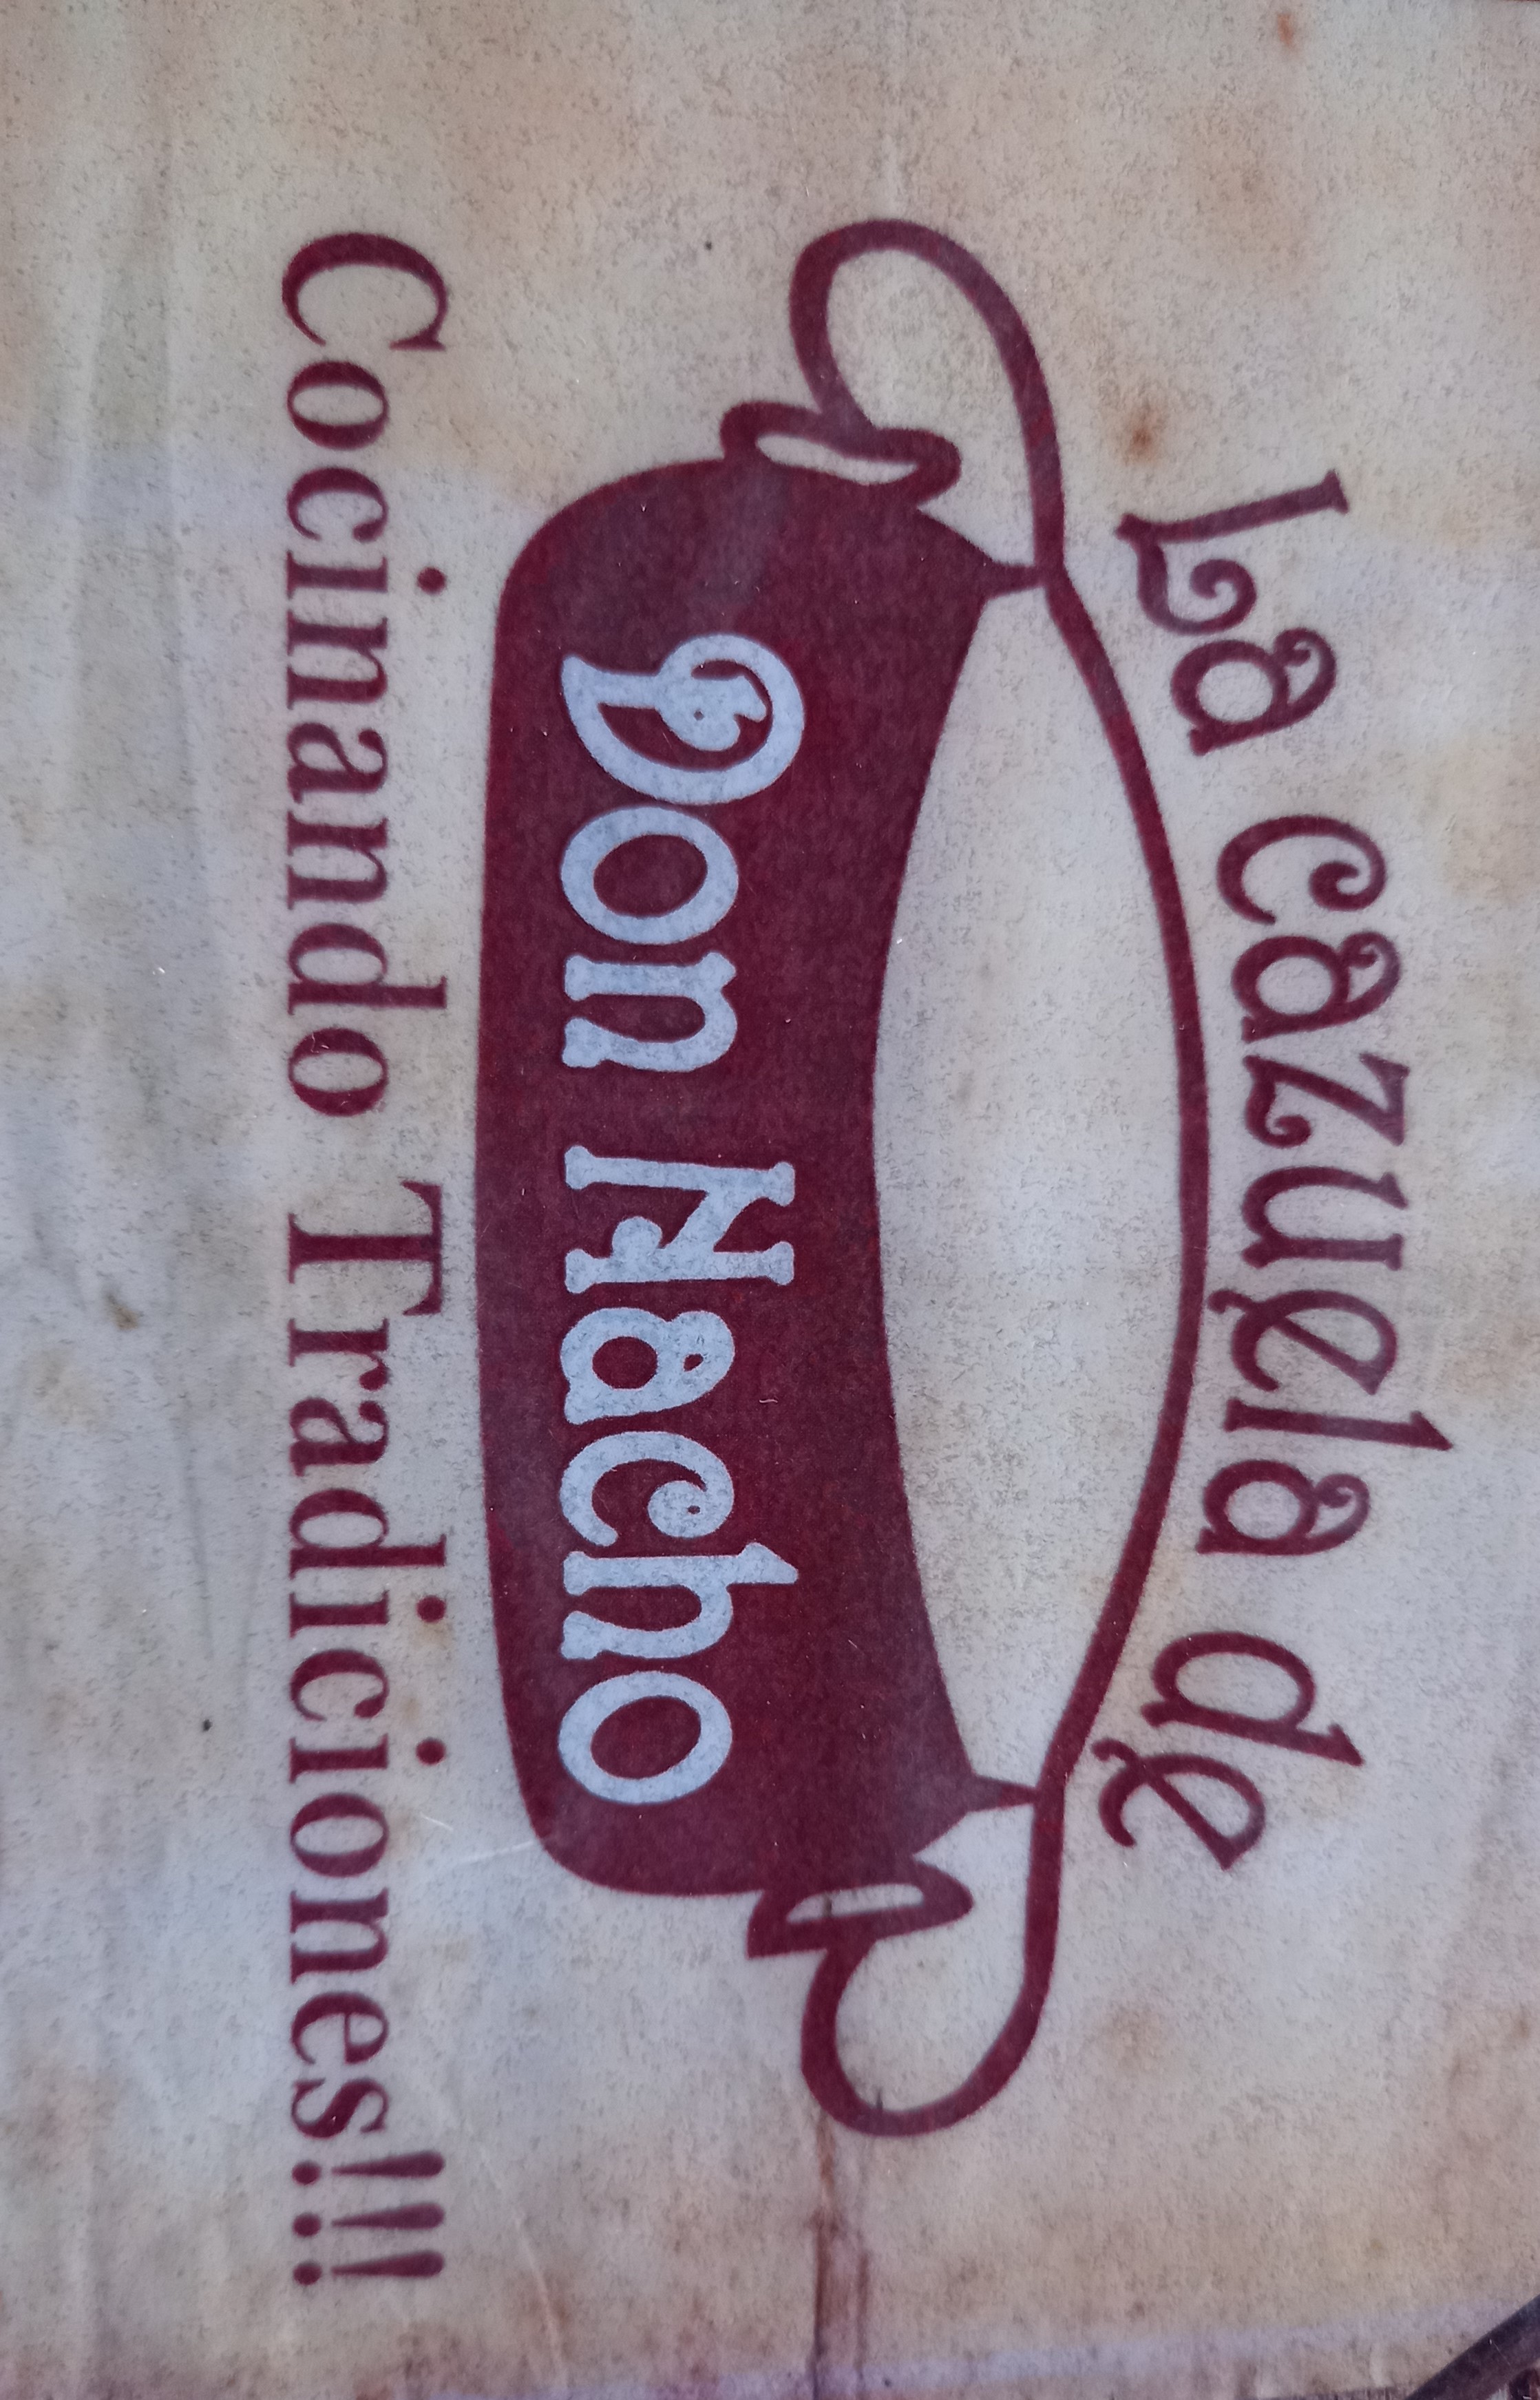 La cazuela de
Don Nacho
Cocinando Tradiciones!!!